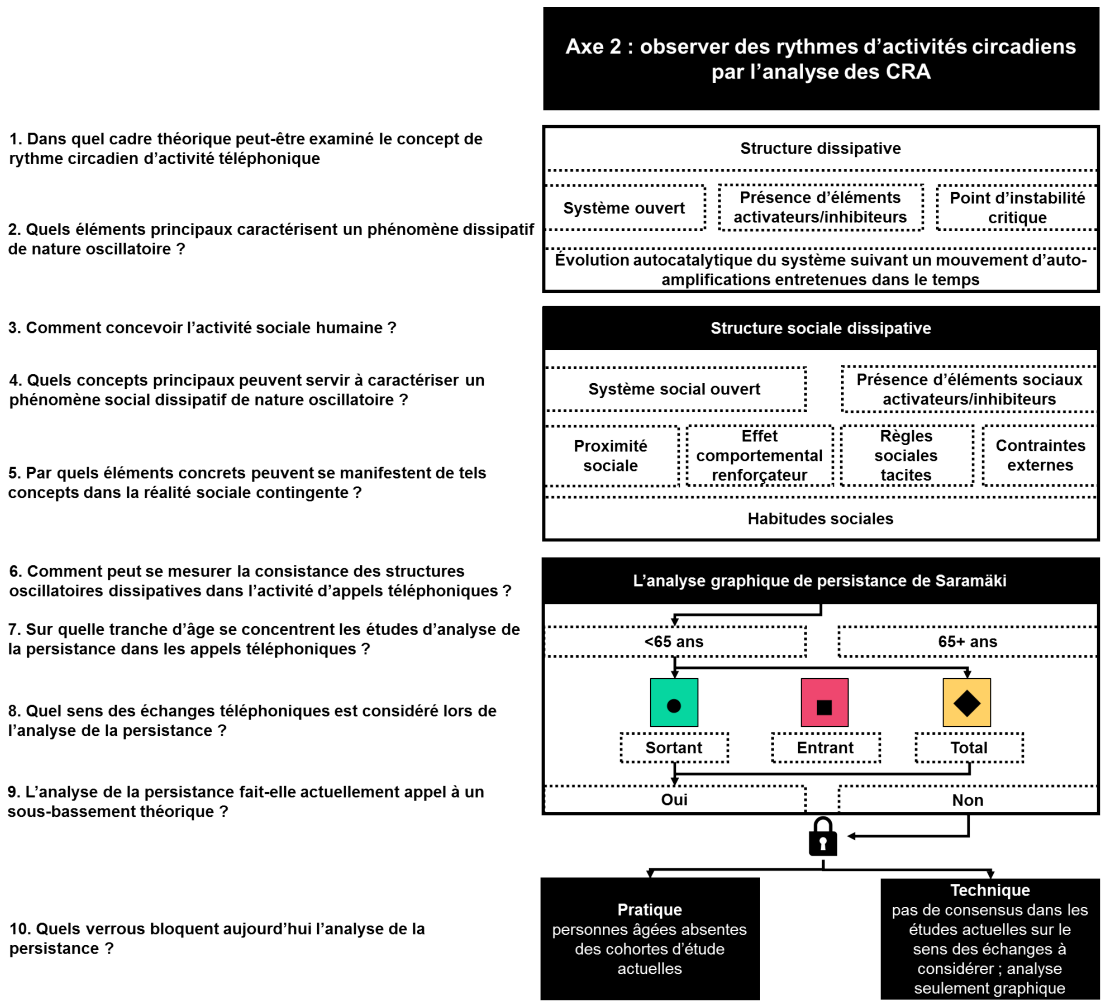 Axe 2 : observer des rythmes d’activités circadiens
par l’analyse des CRA
1. Dans quel cadre théorique peut-être examiné le concept de
rythme circadien d’activité téléphonique
Structure dissipative
2. Quels éléments principaux caractérisent un phénomène dissipatif
de nature oscillatoire ?
Système ouvert
Présence d’éléments
activateurs/inhibiteurs
Point d’instabilité
critique
Évolution autocatalytique du système suivant un mouvement d’auto-
amplifications entretenues dans le temps
3. Comment concevoir l’activité sociale humaine ?
Structure sociale dissipative
4. Quels concepts principaux peuvent servir à caractériser un
phénomène social dissipatif de nature oscillatoire ?
Système social ouvert
Présence d’éléments sociaux
activateurs/inhibiteurs
5. Par quels éléments concrets peuvent se manifestent de tels
concepts dans la réalité sociale contingente ?
Proximité
sociale
Effet
comportemental
renforçateur
Règles
sociales
tacites
Contraintes
externes
Habitudes sociales
6. Comment peut se mesurer la consistance des structures
oscillatoires dissipatives dans l’activité d’appels téléphoniques ?
L’analyse graphique de persistance de Saramäki
7. Sur quelle tranche d’âge se concentrent les études d’analyse de
la persistance dans les appels téléphoniques ?
<65 ans
65+ ans
8. Quel sens des échanges téléphoniques est considéré lors de
l’analyse de la persistance ?
Sortant
Entrant
Total
9. L’analyse de la persistance fait-elle actuellement appel à un
sous-bassement théorique ?
Oui
Non
10. Quels verrous bloquent aujourd’hui l’analyse de la
persistance ?
Pratique
personnes âgées absentes
des cohortes d’étude
actuelles
Technique
pas de consensus dans les
études actuelles sur le
sens des échanges à
considérer ; analyse
seulement graphique